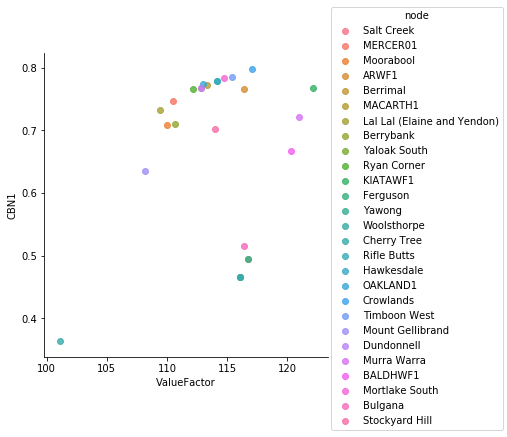 node
Salt Creek
MERCER01
Moorabool
ARWF1
Berrimal
MACARTH1
Lal Lal (Elaine and Yendon)
Berrybank
Yaloak South
Ryan Corner
KIATAWF1
Ferguson
Yawong
Woolsthorpe
Cherry Tree
Rifle Butts
Hawkesdale
OAKLAND1
Crowlands
Timboon West
Mount Gellibrand
Dundonnell
Murra Warra
BALDHWF1
Mortlake South
Bulgana
Stockyard Hill
0.8
0.7
0.6
0.5
0.4
CBN1
100 105 110 115 120
ValueFactor